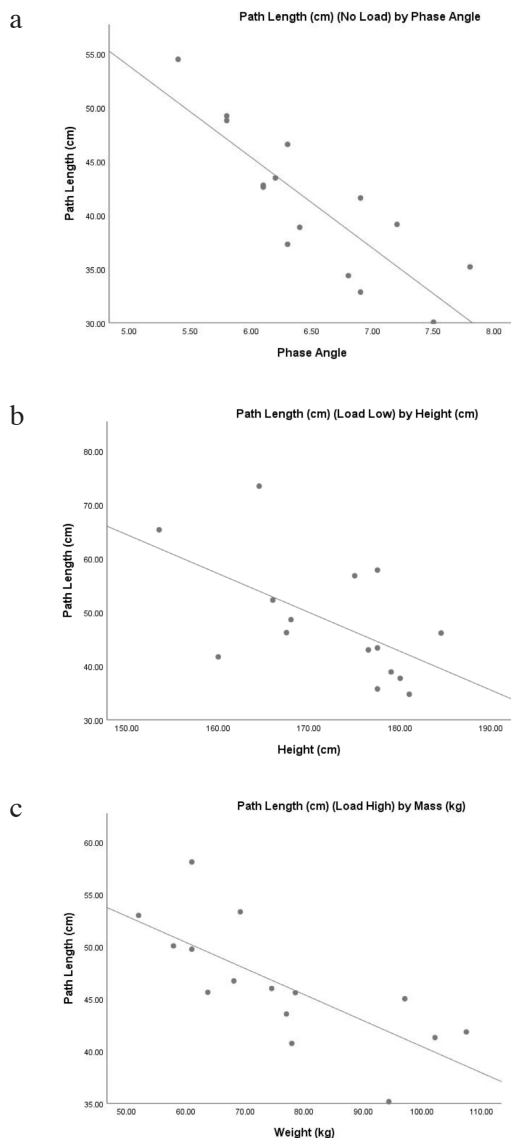 a
Path Length (cm) (No Load) by Phase Angle
Path Length (cm)
55.00
50.00
45.00
40.00
35.00
30.00
5.00 5.50 6.00 6.50 7.00 7.50 8.00
Phase Angle
b
Path Length (cm) (Load Low) by Height (cm)
Path Length (cm)
80.00
70.00
60.00
50.00
40.00
30.00
150.00 160.00 170.00 180.00 190.00
Height (cm)
c
Path Length (cm) (Load High) by Mass (kg)
Path Length (cm)
60.00
55.00
50.00
45.00
40.00
35.00
50.00 60.00 70.00 80.00 90.00 100.00 110.00
Weight (kg)